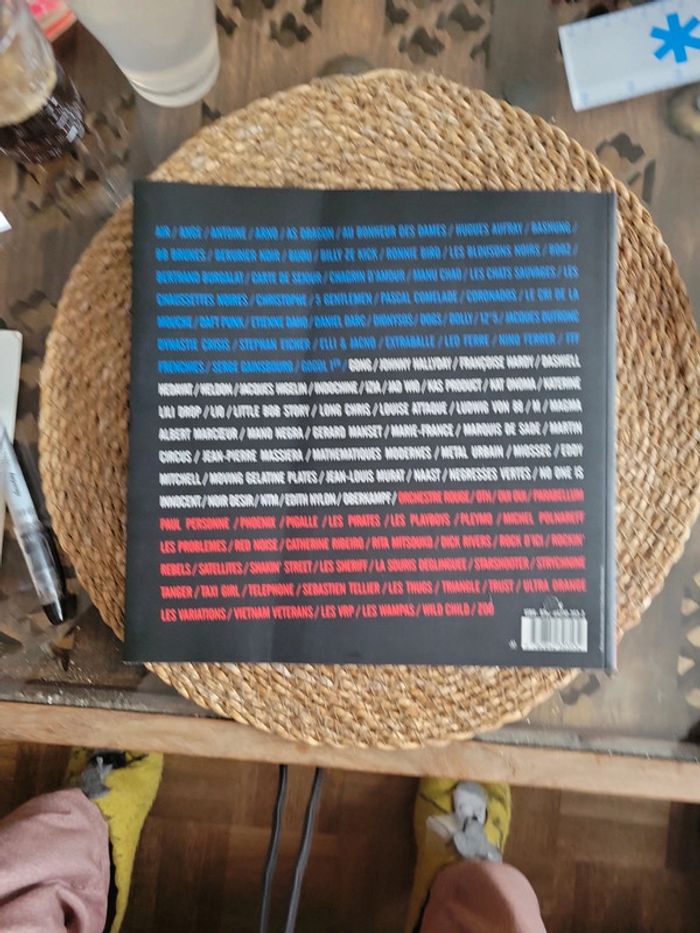 AIR / ANGE / ANTOINE / ARNO / AS DRAGON / AU BONHEUR DES DAMES / HUGUES AUFRAY / BASHUNG /
BB BRUNES / BERURIER NOIR / BIJOU / BILLY ZE KICK / RONNIE BIRD / LES BLOUSONS NOIRS / BOOZ /
BERTRAND BURGALAT / CARTE DE SEJOUR / CHAGRIN D'AMOUR / MANU CHAO / LES CHATS SAUVAGES / LES
CHAUSSETTES NOIRES / CHRISTOPHE / 5 GENTLEMEN / PASCAL COMELADE / CORONADOS / LE CRI DE LA
MOUCHE / DAFT PUNK / ETIENNE DAHO / DANIEL DARC / DIONYSOS / DOGS / DOLLY / 12°5 / JACQUES DUTRONC
DYNASTIE CRISIS / STEPHAN EICHER / ELLI & JACNO / EXTRABALLE / LEO FERRE / NINO FERRER / FFF
FRENCHIES / SERGE GAINSBOURG / GOGOL 1ER / GONG / JOHNNY HALLYDAY / FRANÇOISE HARDY / DASHIELL
HEDAYAT / HELDON / JACQUES HIGELIN / INDOCHINE / IZIA / JAD WIO / KAS PRODUCT / KAT ONOMA / KATERINE
LILI DROP / LIO / LITTLE BOB STORY / LONG CHRIS / LOUISE ATTAQUE / LUDWIG VON 88 / M / MAGMA
ALBERT MARCŒUR / MANO NEGRA / GERARD MANSET / MARIE-FRANCE / MARQUIS DE SADE / MARTIN
CIRCUS / JEAN-PIERRE MASSIERA / MATHEMATIQUES MODERNES / METAL URBAIN / MIOSSEC / EDDY
MITCHELL / MOVING GELATINE PLATES / JEAN-LOUIS MURAT / NAAST / NEGRESSES VERTES / NO ONE IS
INNOCENT / NOIR DESIR / NTM / EDITH NYLON / OBERKAMPF / ORCHESTRE ROUGE / OTH / OUI OUI / PARABELLUM
PAUL PERSONNE / PHOENIX / PIGALLE / LES PIRATES / LES PLAYBOYS / PLEYMO / MICHEL POLNAREFF
LES PROBLEMES / RED NOISE / CATHERINE RIBEIRO / RITA MITSOUKO / DICK RIVERS / ROCK D'ICI / ROCKIN'
REBELS / SATELLITES / SHAKIN' STREET / LES SHERIFF / LA SOURIS DEGLINGUEE / STARSHOOTER / STRYCHNINE
TANGER / TAXI GIRL / TELEPHONE / SEBASTIEN TELLIER / LES THUGS / TRIANGLE / TRUST / ULTRA ORANGE
LES VARIATIONS / VIETNAM VETERANS / LES VRP / LES WAMPAS / WILD CHILD / ZOO